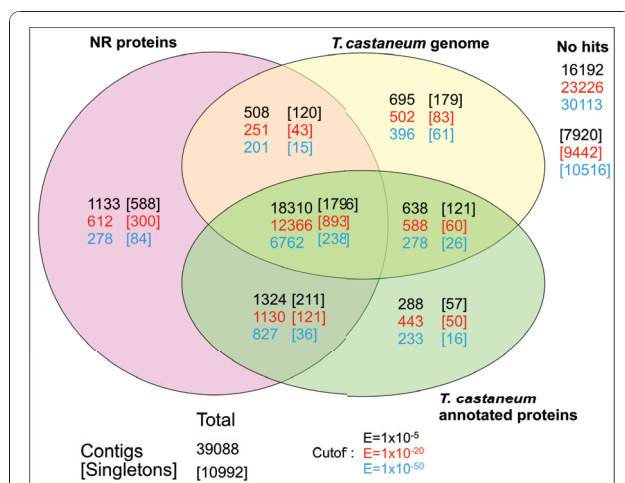 NR proteins
T. castaneum genome
No hits
16192
23226
30113
[7920]
[9442]
[10516]
695 [179]
502 [83]
396 [61]
508 [120]
251 [43]
201 [15]
1133 [588]
612 [300]
278 [84]
18310 [1796]
12366 [893]
6762 [238]
638 [121]
588 [60]
278 [26]
1324 [211]
1130 [121]
827 [36]
288 [57]
443 [50]
233 [16]
T. castaneum
annotated proteins
Total
Contigs 39088
[Singletons] [10992]
Cutof :
E=1x10-5
E=1x10-20
E=1x10-50